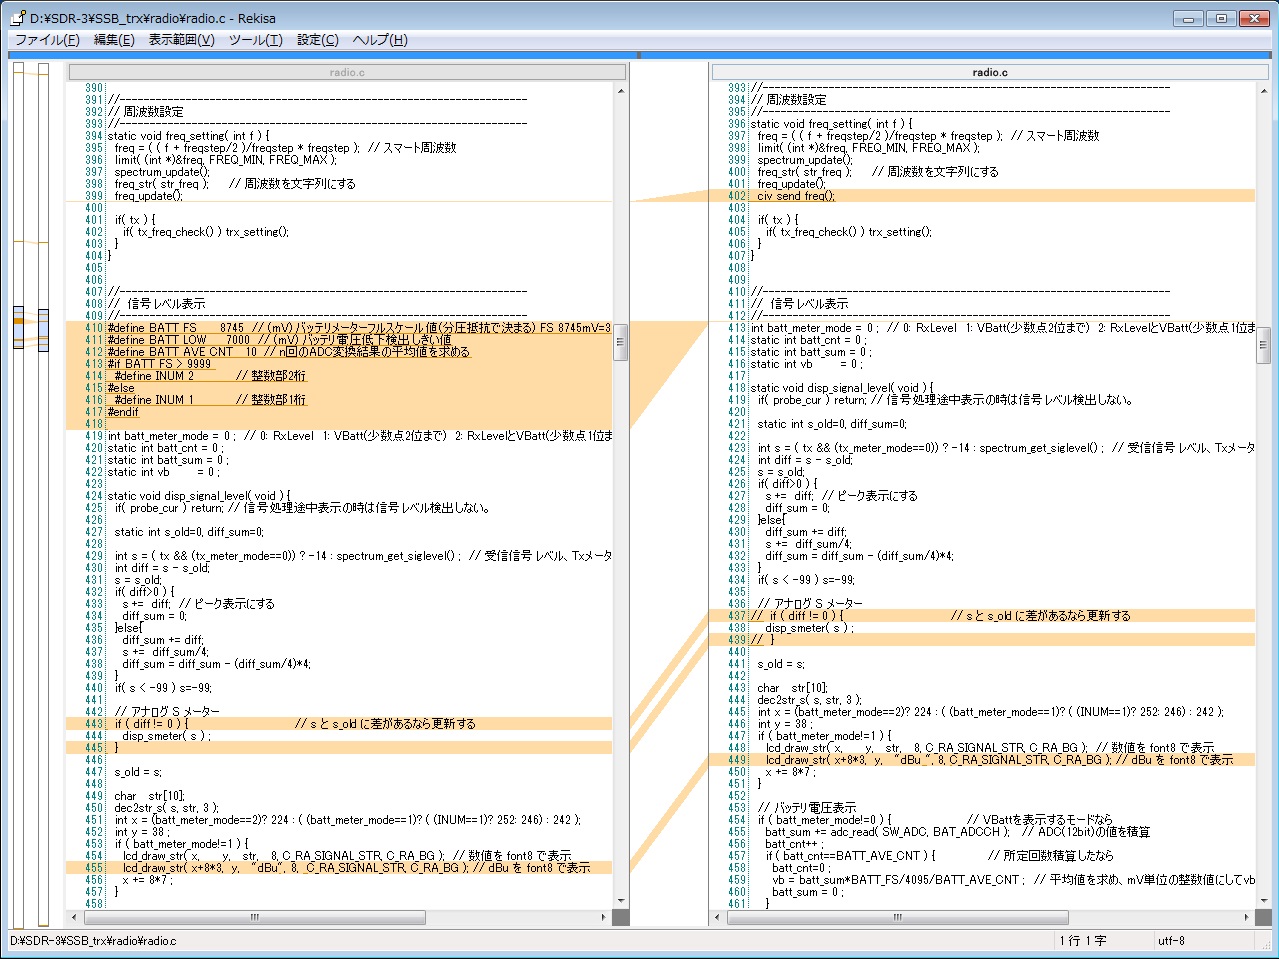 D:¥SDR-3¥SSB_trx¥radio¥radio.c - Rekisa
ファイル(F) 編集(E) 表示範囲(V) ツール(T) 設定(C) ヘルプ(H)
radio.c
390
391 //------------------------------------------------------------------
392 // 周波数設定
393 //------------------------------------------------------------------
394 static void freq_setting( int f ) {
395 freq = ( ( f + freqstep/2 )/freqstep * freqstep ); // スマート周波数
396 limit( (int *)&freq, FREQ_MIN, FREQ_MAX );
397 spectrum_update();
398 freq_str( str_freq ); // 周波数を文字列にする
399 freq_update();
400
401 if( tx ) {
402 if( tx_freq_check() ) trx_setting();
403 }
404 }
405
406
407 //------------------------------------------------------------------
408 // 信号レベル表示
409 //------------------------------------------------------------------
410 #define BATT_FS 8745 // (mV) バッテリメーターフルスケール値(分圧抵抗で決まる) FS 8745mV=3
411 #define BATT_LOW 7000 // (mV) バッテリ電圧低下検出しきい値
412 #define BATT_AVE_CNT 10 // n回のADC変換結果の平均値を求める
413 #if BATT_FS > 9999
414 #define INUM 2 // 整数部2桁
415 #else
416 #define INUM 1 // 整数部1桁
417 #endif
418
419 int batt_meter_mode = 0 ; // 0: RxLevel 1: VBatt(少数点2位まで) 2: RxLevelとVBatt(少数点1位ま
420 static int batt_cnt = 0 ;
421 static int batt_sum = 0 ;
422 static int vb = 0 ;
423
424 static void disp_signal_level( void ) {
425 if( probe_cur ) return; // 信号処理途中表示の時は信号レベル検出しない。
426
427 static int s_old=0, diff_sum=0;
428
429 int s = ( tx && (tx_meter_mode==0)) ? -14 : spectrum_get_siglevel() ; // 受信信号レベル、Txメータ
430 int diff = s - s_old;
431 s = s_old;
432 if( diff>0 ) {
433 s += diff; // ピーク表示にする
434 diff_sum = 0;
435 }else{
436 diff_sum += diff;
437 s += diff_sum/4;
438 diff_sum = diff_sum - (diff_sum/4)*4;
439 }
440 if( s < -99 ) s=-99;
441
442 // アナログ S メーター
443 if ( diff != 0 ) { // s と s_old に差があるなら更新する
444 disp_smeter( s ) ;
445 }
446
447 s_old = s;
448
449 char str[10];
450 dec2str_s( s, str, 3 );
451 int x = (batt_meter_mode==2)? 224 : ( (batt_meter_mode==1)? ( (INUM==1)? 252: 246) : 242 );
452 int y = 38 ;
453 if ( batt_meter_mode!=1 ) {
454 lcd_draw_str( x, y, str, 8, C_RA_SIGNAL_STR, C_RA_BG ); // 数値を font8 で表示
455 lcd_draw_str( x+8*3, y, "dBu", 8, C_RA_SIGNAL_STR, C_RA_BG ); // dBu を font8 で表示
456 x += 8*7 ;
457 }
458
radio.c
393 //------------------------------------------------------------------
394 // 周波数設定
395 //------------------------------------------------------------------
396 static void freq_setting( int f ) {
397 freq = ( ( f + freqstep/2 )/freqstep * freqstep ); // スマート周波数
398 limit( (int *)&freq, FREQ_MIN, FREQ_MAX );
399 spectrum_update();
400 freq_str( str_freq ); // 周波数を文字列にする
401 freq_update();
402 civ_send_freq();
403
404 if( tx ) {
405 if( tx_freq_check() ) trx_setting();
406 }
407 }
408
409
410 //------------------------------------------------------------------
411 // 信号レベル表示
412 //------------------------------------------------------------------
413 int batt_meter_mode = 0 ; // 0: RxLevel 1: VBatt(少数点2位まで) 2: RxLevelとVBatt(少数点1位ま
414 static int batt_cnt = 0 ;
415 static int batt_sum = 0 ;
416 static int vb = 0 ;
417
418 static void disp_signal_level( void ) {
419 if( probe_cur ) return; // 信号処理途中表示の時は信号レベル検出しない。
420
421 static int s_old=0, diff_sum=0;
422
423 int s = ( tx && (tx_meter_mode==0)) ? -14 : spectrum_get_siglevel() ; // 受信信号レベル、Txメータ
424 int diff = s - s_old;
425 s = s_old;
426 if( diff>0 ) {
427 s += diff; // ピーク表示にする
428 diff_sum = 0;
429 }else{
430 diff_sum += diff;
431 s += diff_sum/4;
432 diff_sum = diff_sum - (diff_sum/4)*4;
433 }
434 if( s < -99 ) s=-99;
435
436 // アナログ S メーター
437 // if ( diff != 0 ) { // s と s_old に差があるなら更新する
438 disp_smeter( s ) ;
439 // }
440
441 s_old = s;
442
443 char str[10];
444 dec2str_s( s, str, 3 );
445 int x = (batt_meter_mode==2)? 224 : ( (batt_meter_mode==1)? ( (INUM==1)? 252: 246) : 242 );
446 int y = 38 ;
447 if ( batt_meter_mode!=1 ) {
448 lcd_draw_str( x, y, str, 8, C_RA_SIGNAL_STR, C_RA_BG ); // 数値を font8 で表示
449 lcd_draw_str( x+8*3, y, "dBu ", 8, C_RA_SIGNAL_STR, C_RA_BG ); // dBu を font8 で表示
450 x += 8*7 ;
451 }
452
453 // バッテリ電圧表示
454 if ( batt_meter_mode!=0 ) { // VBattを表示するモードなら
455 batt_sum += adc_read( SW_ADC, BAT_ADCCH ); // ADC(12bit)の値を積算
456 batt_cnt++ ;
457 if ( batt_cnt==BATT_AVE_CNT ) { // 所定回数積算したなら
458 batt_cnt=0 ;
459 vb = batt_sum*BATT_FS/4095/BATT_AVE_CNT ; // 平均値を求め、mV単位の整数値にしてvb
460 batt_sum = 0 ;
461 }
D:¥SDR-3¥SSB_trx¥radio¥radio.c 1 行 1 字 utf-8